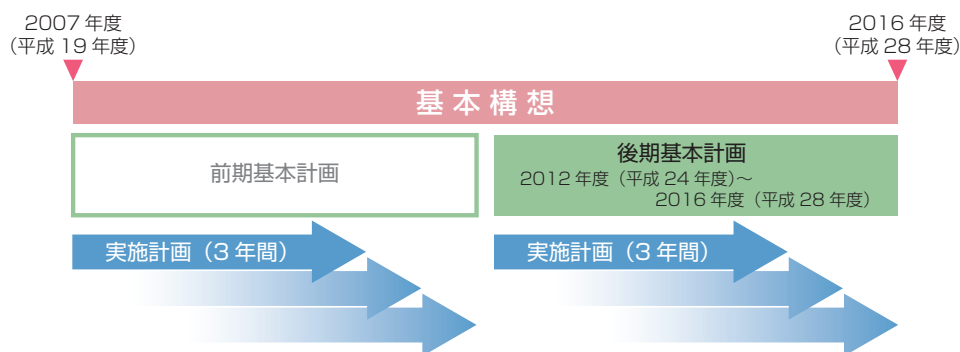 2007 年度
（平成 19 年度）
2016 年度
（平成 28 年度）
基本構想
前期基本計画
後期基本計画
2012 年度（平成 24 年度）～
2016 年度（平成 28 年度）
実施計画（3 年間）
実施計画（3 年間）